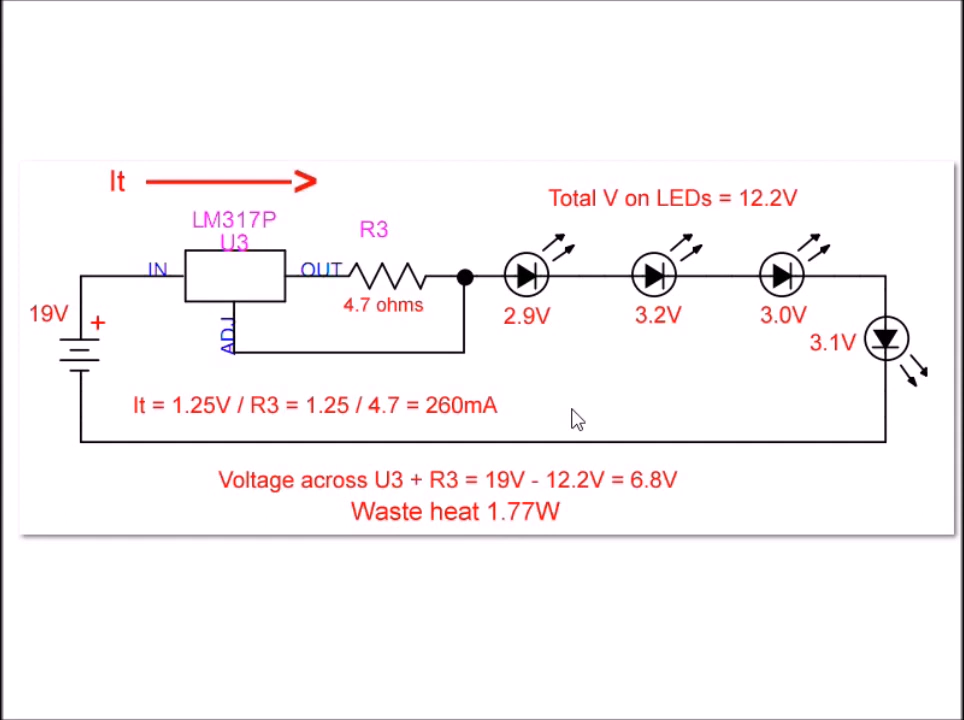 It
Total V on LEDs = 12.2V
LM317P
U3
R3
IN
OUT
4.7 ohms
19V
+
ADJ
2.9V
3.2V
3.0V
3.1V
It = 1.25V / R3 = 1.25 / 4.7 = 260mA
Voltage across U3 + R3 = 19V - 12.2V = 6.8V
Waste heat 1.77W